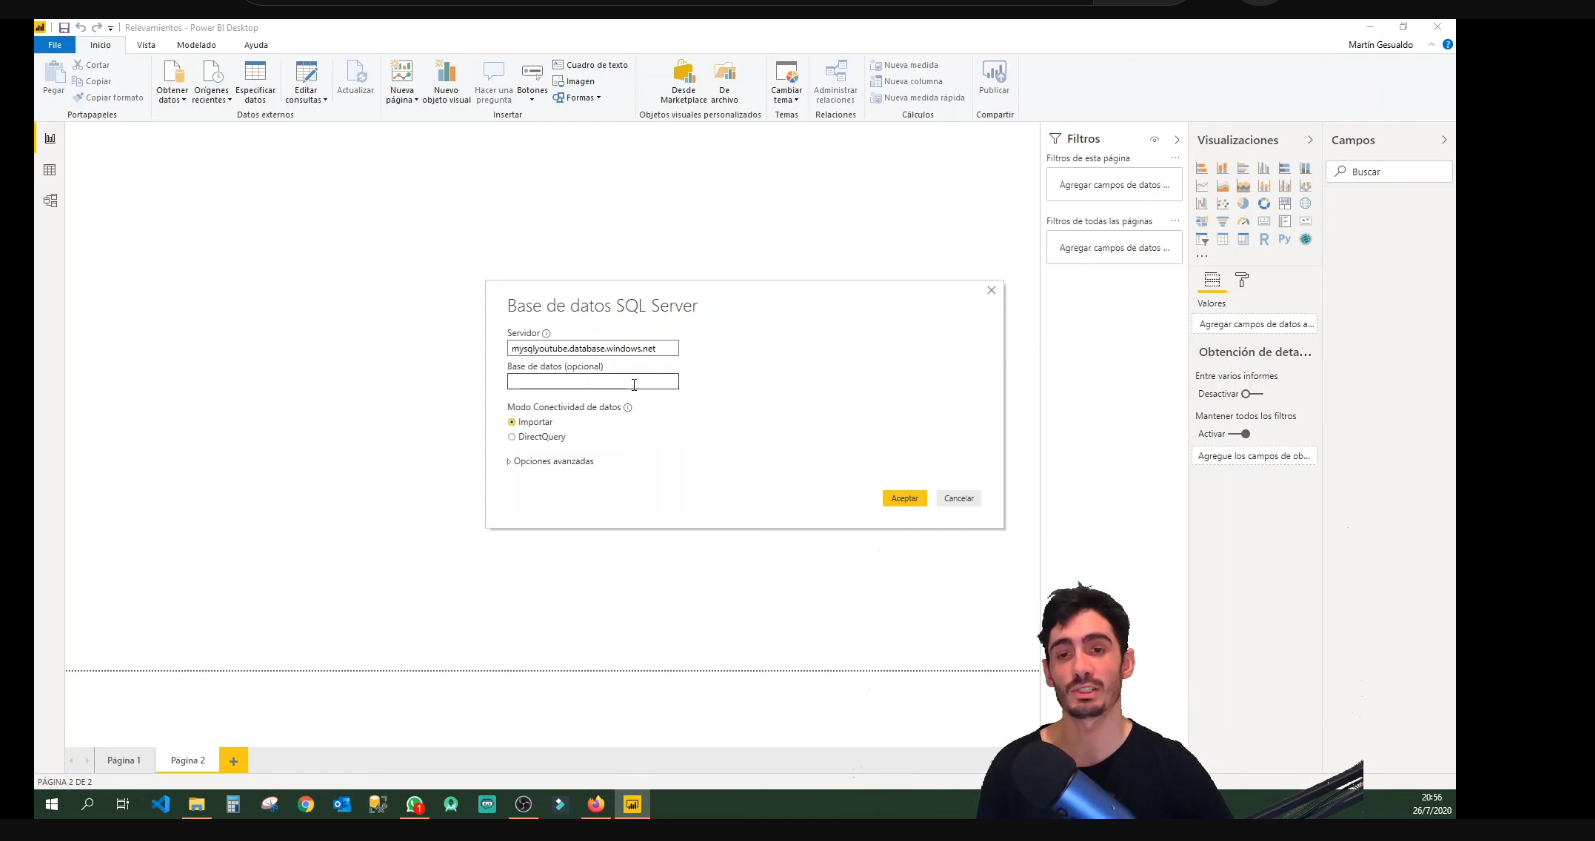 Relevamientos - Power BI Desktop
File Inicio Vista Modelado Ayuda Martín Gesualdo
Pegar
Cortar
Copiar
Copiar formato
Portapapeles
Obtener datos
Orígenes recientes
Especificar datos
Editar consultas
Actualizar
Datos externos
Nueva página
Nuevo objeto visual
Hacer una pregunta
Botones
Cuadro de texto
Imagen
Formas
Insertar
Desde Marketplace
De archivo
Objetos visuales personalizados
Cambiar tema
Temas
Administrar relaciones
Relaciones
Nueva medida
Nueva columna
Nueva medida rápida
Cálculos
Publicar
Compartir
Filtros
Filtros de esta página ...
Agregar campos de datos ...
Filtros de todas las páginas ...
Agregar campos de datos ...
Visualizaciones
R Py
...
Valores
Agregar campos de datos a...
Obtención de deta...
Entre varios informes
Desactivar
Mantener todos los filtros
Activar
Agregue los campos de ob...
Campos
Buscar
Base de datos SQL Server
Servidor
mysqlyoutube.database.windows.net
Base de datos (opcional)
Modo Conectividad de datos
Importar
DirectQuery
Opciones avanzadas
Aceptar Cancelar
Página 1 Página 2 +
PÁGINA 2 DE 2
1
20:56
26/7/2020